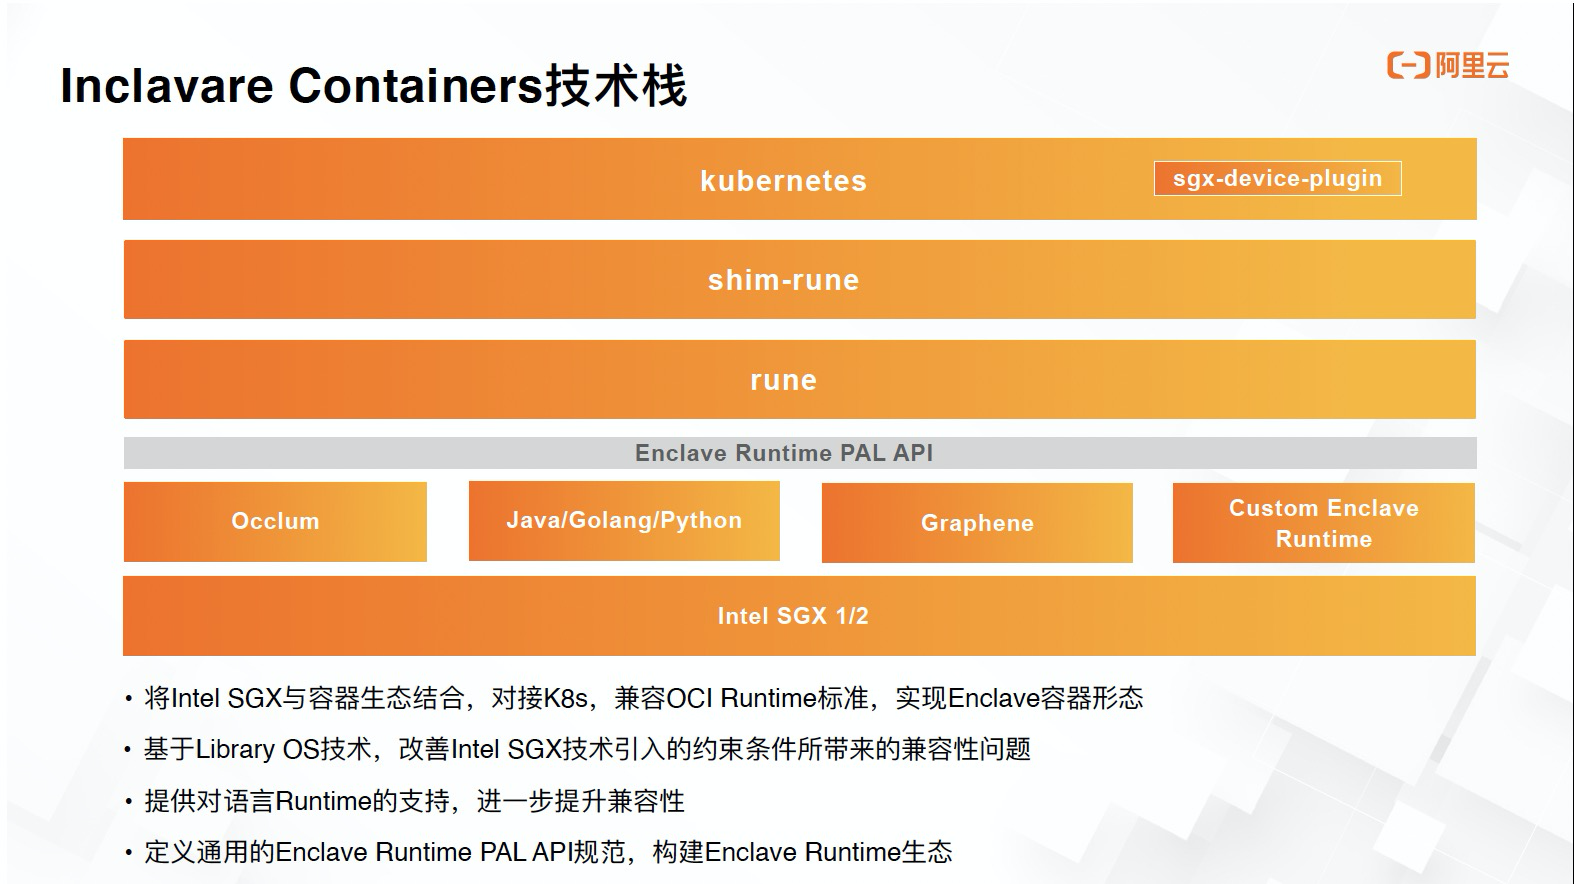 Inclavare Containers技术栈
阿里云
kubernetes
sgx-device-plugin
shim-rune
rune
Enclave Runtime PAL API
Occlum
Java/Golang/Python
Graphene
Custom Enclave
Runtime
Intel SGX 1/2
• 将Intel SGX与容器生态结合，对接K8s，兼容OCI Runtime标准，实现Enclave容器形态
• 基于Library OS技术，改善Intel SGX技术引入的约束条件所带来的兼容性问题
• 提供对语言Runtime的支持，进一步提升兼容性
• 定义通用的Enclave Runtime PAL API规范，构建Enclave Runtime生态